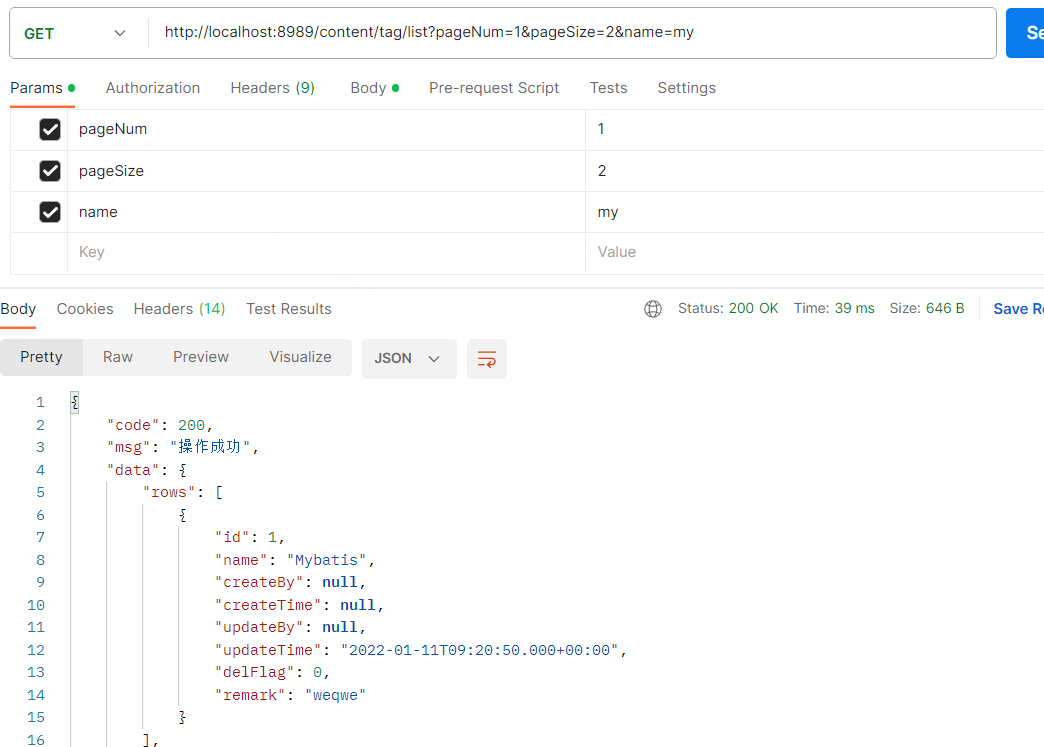 GET http://localhost:8989/content/tag/list?pageNum=1&pageSize=2&name=my
Params Authorization Headers (9) Body Pre-request Script Tests Settings
pageNum 1
pageSize 2
name my
Key Value
Body Cookies Headers (14) Test Results Status: 200 OK Time: 39 ms Size: 646 B
Pretty Raw Preview Visualize JSON
1 {
2 "code": 200,
3 "msg": "操作成功",
4 "data": {
5 "rows": [
6 {
7 "id": 1,
8 "name": "Mybatis",
9 "createBy": null,
10 "createTime": null,
11 "updateBy": null,
12 "updateTime": "2022-01-11T09:20:50.000+00:00",
13 "delFlag": 0,
14 "remark": "weqwe"
15 }
16 ],